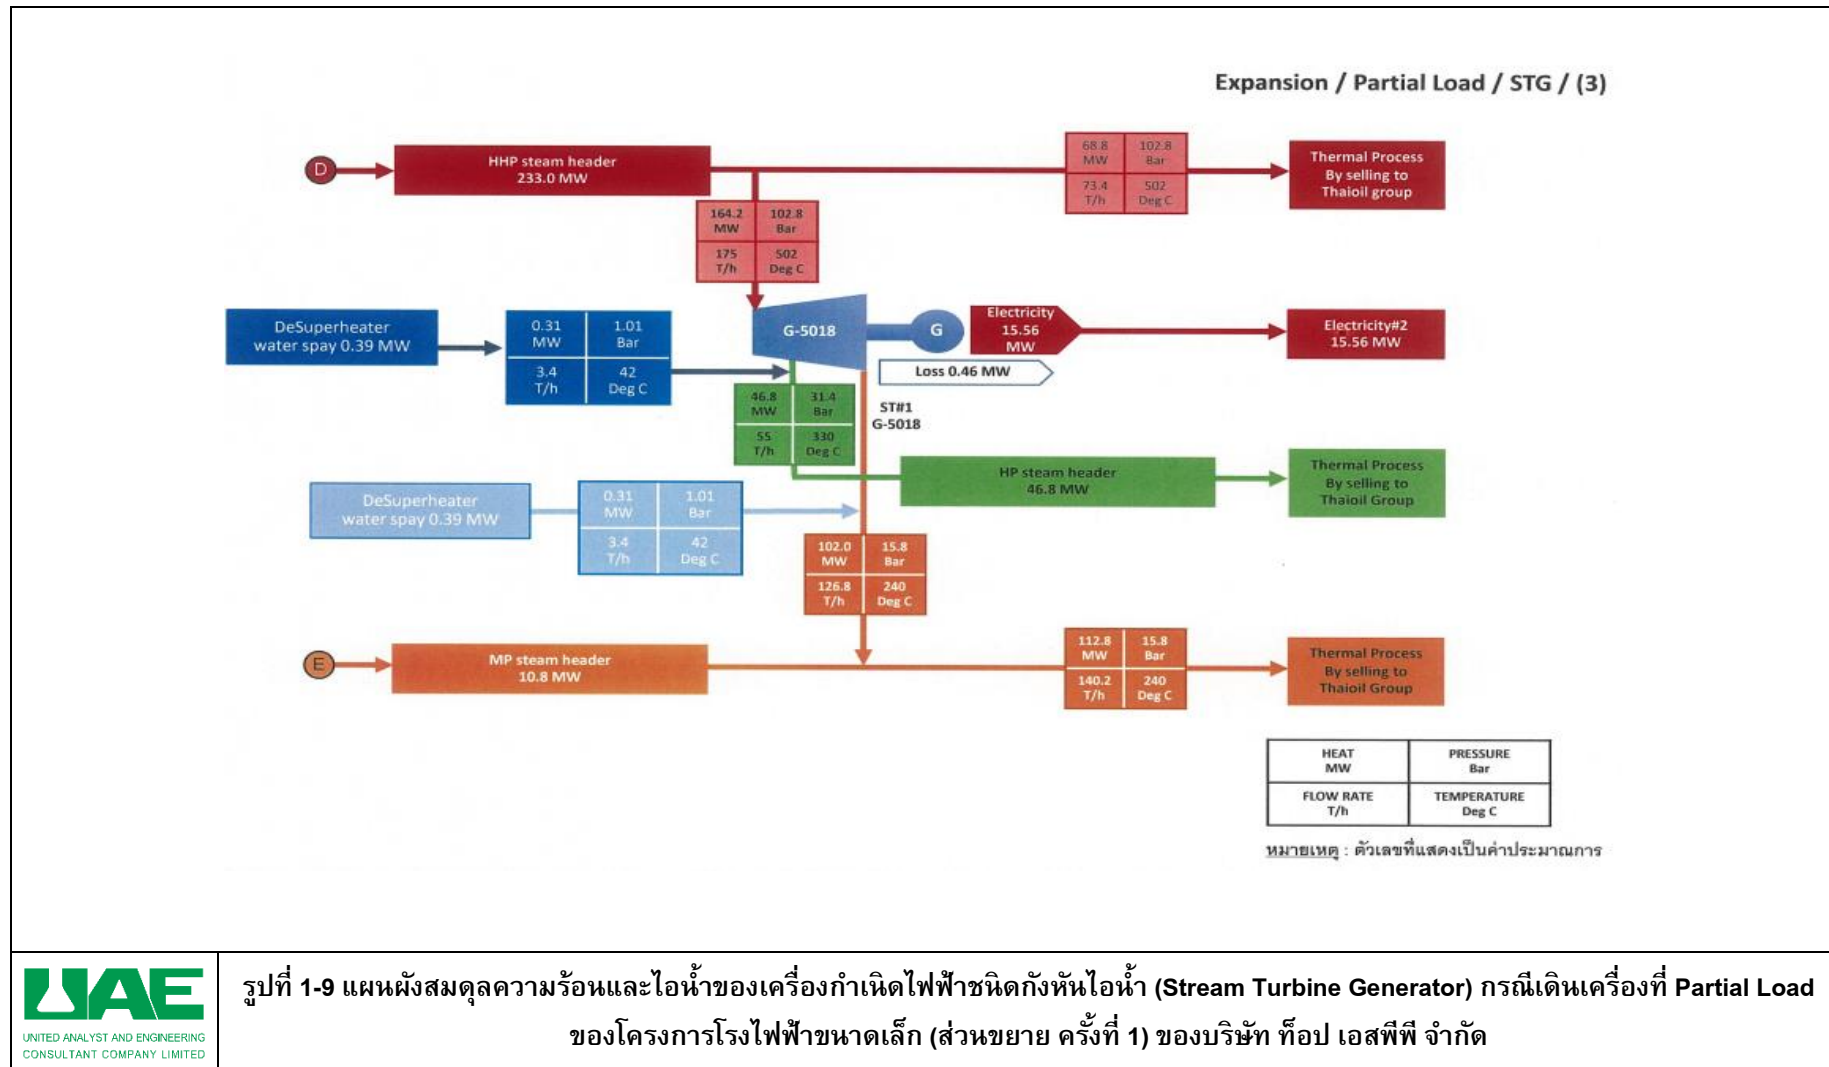 Expansion / Partial Load / STG / (3)
D
HHP steam header
233.0 MW
68.8
MW
102.8
Bar
73.4
T/h
502
Deg C
Thermal Process
By selling to
Thaioil group
164.2
MW
102.8
Bar
175
T/h
502
Deg C
DeSuperheater
water spay 0.39 MW
0.31
MW
1.01
Bar
3.4
T/h
42
Deg C
G-5018
G
Electricity
15.56
MW
Electricity#2
15.56 MW
Loss 0.46 MW
46.8
MW
31.4
Bar
55
T/h
330
Deg C
ST#1
G-5018
HP steam header
46.8 MW
Thermal Process
By selling to
Thaioil Group
DeSuperheater
water spay 0.39 MW
0.31
MW
1.01
Bar
3.4
T/h
42
Deg C
102.0
MW
15.8
Bar
126.8
T/h
240
Deg C
E
MP steam header
10.8 MW
112.8
MW
15.8
Bar
140.2
T/h
240
Deg C
Thermal Process
By selling to
Thaioil Group
HEAT
MW
PRESSURE
Bar
FLOW RATE
T/h
TEMPERATURE
Deg C
หมายเหตุ : ตัวเลขที่แสดงเป็นค่าประมาณการ
UAE
UNITED ANALYST AND ENGINEERING
CONSULTANT COMPANY LIMITED
รูปที่ 1-9 แผนผังสมดุลความร้อนและไอน้ำของเครื่องกำเนิดไฟฟ้าชนิดกังหันไอน้ำ (Stream Turbine Generator) กรณีเดินเครื่องที่ Partial Load
ของโครงการโรงไฟฟ้าขนาดเล็ก (ส่วนขยาย ครั้งที่ 1) ของบริษัท ท็อป เอสพีพี จำกัด